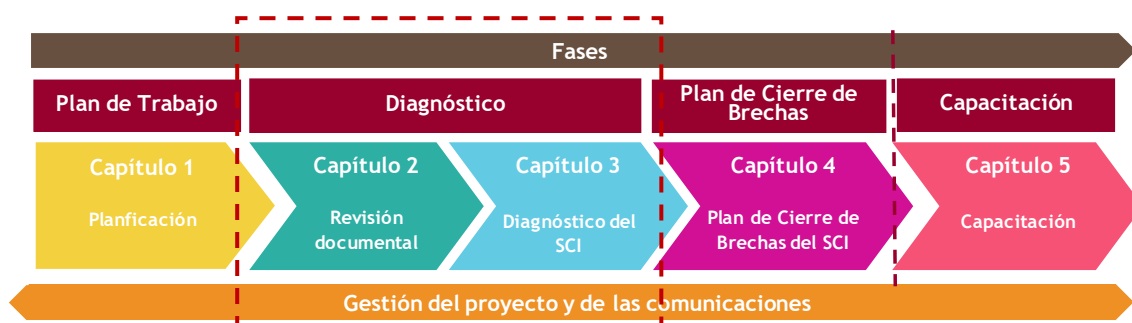 Fases
Plan de Trabajo
Diagnóstico
Plan de Cierre de
Brechas
Capacitación
Capítulo 1
Planficación
Capítulo 2
Revisión
documental
Capítulo 3
Diagnóstico del
SCI
Capítulo 4
Plan de Cierre de
Brechas del SCI
Capítulo 5
Capacitación
Gestión del proyecto y de las comunicaciones